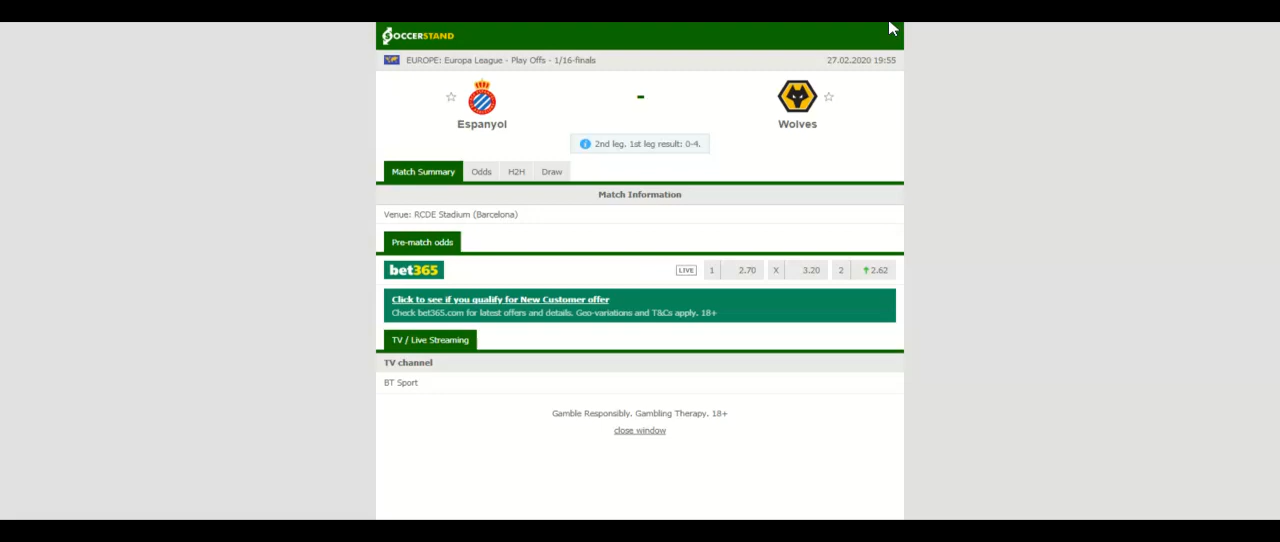 SOCCERSTAND
EUROPE: Europa League - Play Offs - 1/16-finals 27.02.2020 19:55
Espanyol - Wolves
2nd leg. 1st leg result: 0-4.
Match Summary Odds H2H Draw
Match Information
Venue: RCDE Stadium (Barcelona)
Pre-match odds
bet365 LIVE 1 2.70 X 3.20 2 2.62
Click to see if you qualify for New Customer offer
Check bet365.com for latest offers and details. Geo-variations and T&Cs apply. 18+
TV / Live Streaming
TV channel
BT Sport
Gamble Responsibly. Gambling Therapy. 18+
close window